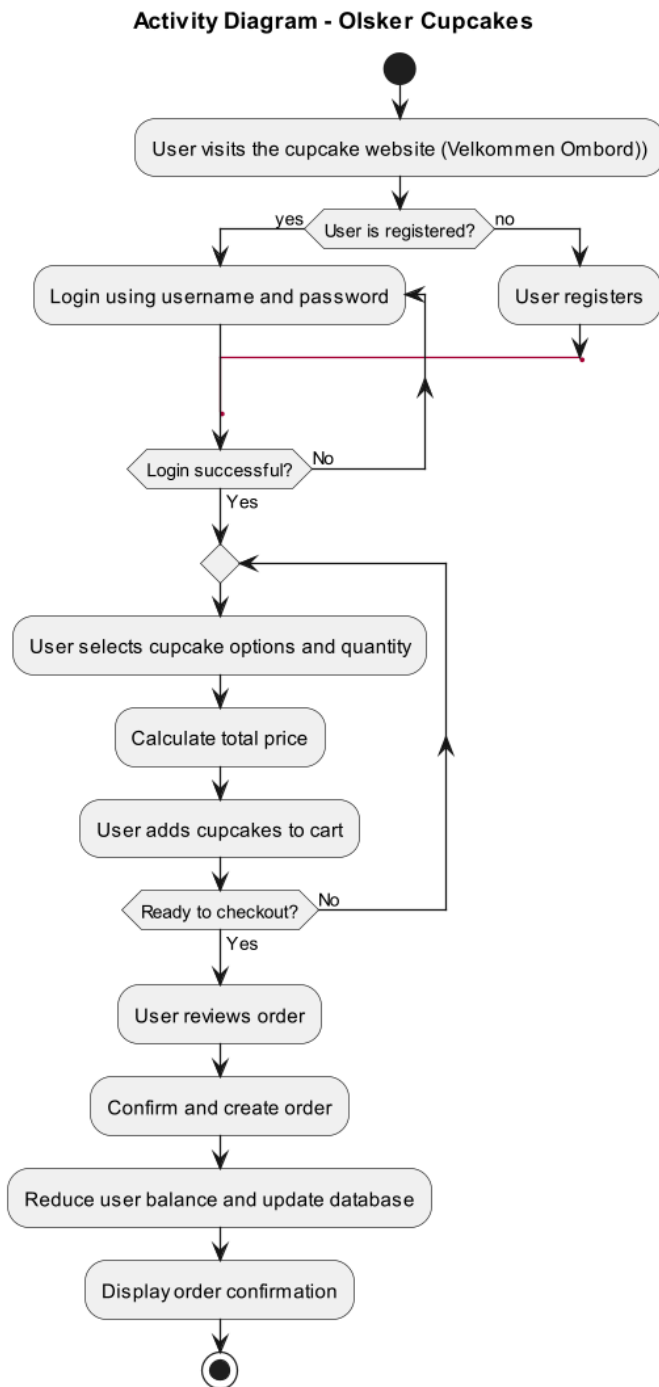 Activity Diagram - Olsker Cupcakes
User visits the cupcake website (Velkommen Ombord))
yes
User is registered?
no
Login using username and password
User registers
Login successful?
No
Yes
User selects cupcake options and quantity
Calculate total price
User adds cupcakes to cart
Ready to checkout?
No
Yes
User reviews order
Confirm and create order
Reduce user balance and update database
Display order confirmation